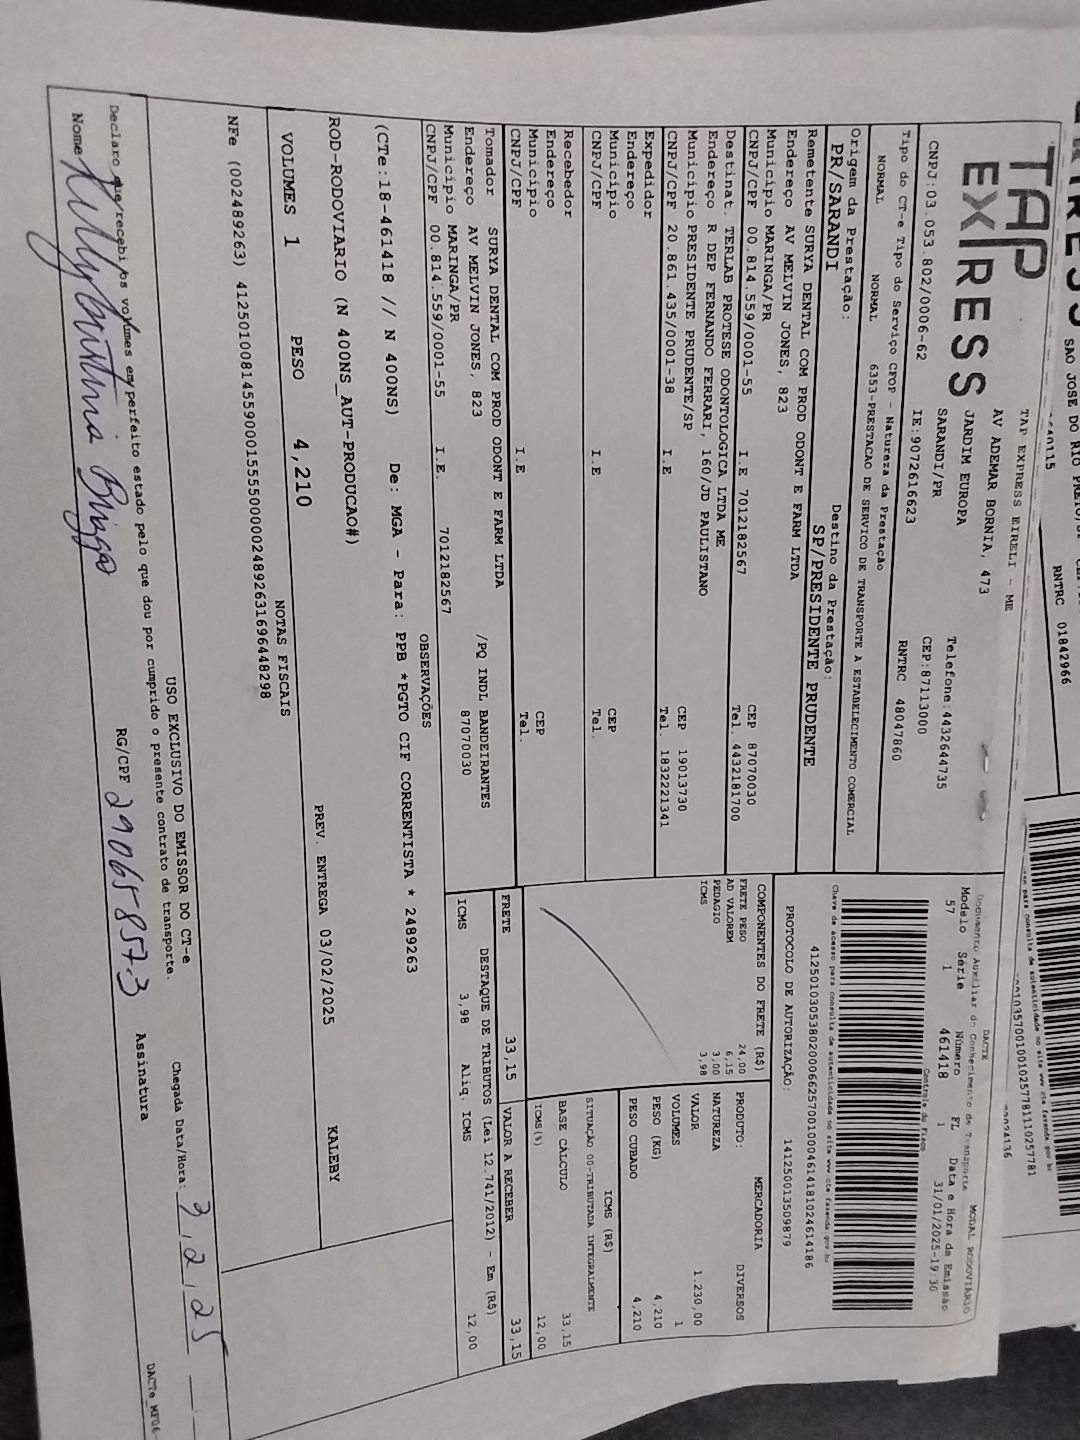 TAP EXPRESS
TAP EXPRESS EIRELI - ME
AV ADEMAR BORNIA, 473
JARDIM EUROPA
SARANDI/PR
Telefone:4432644735
CEP:87113000
CNPJ:03.053.802/0006-62 IE:9072616623 RNTRC 48047860
DACTE
Documento Auxiliar do Conhecimento de Transporte MODAL RODOVIÁRIO
Modelo Série Número FL Data e Hora de Emissão
57 1 461418 1 31/01/2025-19:30
Controle do Fisco
Chave de acesso para consulta de autenticidade no site www.cte.fazenda.gov.br
41250103053802000662570010004614181024614186
PROTOCOLO DE AUTORIZAÇÃO: 141250013509879
Tipo do CT-e Tipo do Serviço CFOP - Natureza da Prestação
NORMAL NORMAL 6353-PRESTACAO DE SERVICO DE TRANSPORTE A ESTABELECIMENTO COMERCIAL
Origem da Prestação: Destino da Prestação:
PR/SARANDI SP/PRESIDENTE PRUDENTE
Remetente SURYA DENTAL COM PROD ODONT E FARM LTDA
Endereço AV MELVIN JONES, 823
Município MARINGA/PR CEP 87070030
CNPJ/CPF 00.814.559/0001-55 I.E 7012182567 Tel. 4432181700
Destinat. TERLAB PROTESE ODONTOLOGICA LTDA ME
Endereço R DEP FERNANDO FERRARI, 160/JD PAULISTANO
Município PRESIDENTE PRUDENTE/SP CEP 19013730
CNPJ/CPF 20.861.435/0001-38 I.E Tel. 1832221341
Expedidor
Endereço
Município CEP
CNPJ/CPF I.E Tel.
Recebedor
Endereço
Município CEP
CNPJ/CPF I.E Tel.
Tomador SURYA DENTAL COM PROD ODONT E FARM LTDA
Endereço AV MELVIN JONES, 823 /PQ INDL BANDEIRANTES
Município MARINGA/PR 87070030
CNPJ/CPF 00.814.559/0001-55 I.E. 7012182567
COMPONENTES DO FRETE (R$)
FRETE PESO 24,00
AD VALOREM 6,15
PEDAGIO 3,00
ICMS 3,98
MERCADORIA
PRODUTO: DIVERSOS
NATUREZA
VALOR 1.230,00
VOLUMES 1
PESO (KG) 4,210
PESO CUBADO 4,210
ICMS (R$)
SITUAÇÃO 00-TRIBUTADA INTEGRALMENTE
BASE CÁLCULO 33,15
ICMS(%) 12,00
FRETE 33,15 VALOR A RECEBER 33,15
DESTAQUE DE TRIBUTOS (Lei 12.741/2012) - Em (R$)
ICMS 3,98 Aliq. ICMS 12,00
OBSERVAÇÕES
(CTe:18-461418 // N 400NS) De: MGA - Para: PPB *PGTO CIF CORRENTISTA * 2489263
ROD-RODOVIARIO (N 400NS_AUT-PRODUCAO#)
PREV. ENTREGA 03/02/2025 KALEBY
VOLUMES 1 PESO 4,210
NOTAS FISCAIS
NFe (002489263) 41250100814559000155550000024892631696448298
USO EXCLUSIVO DO EMISSOR DO CT-e
Declaro que recebi os volumes em perfeito estado pelo que dou por cumprido o presente contrato de transporte.
Chegada Data/Hora: 3/2/25
Nome RG/CPF 29065857-3 Assinatura
RNTRC 01842966